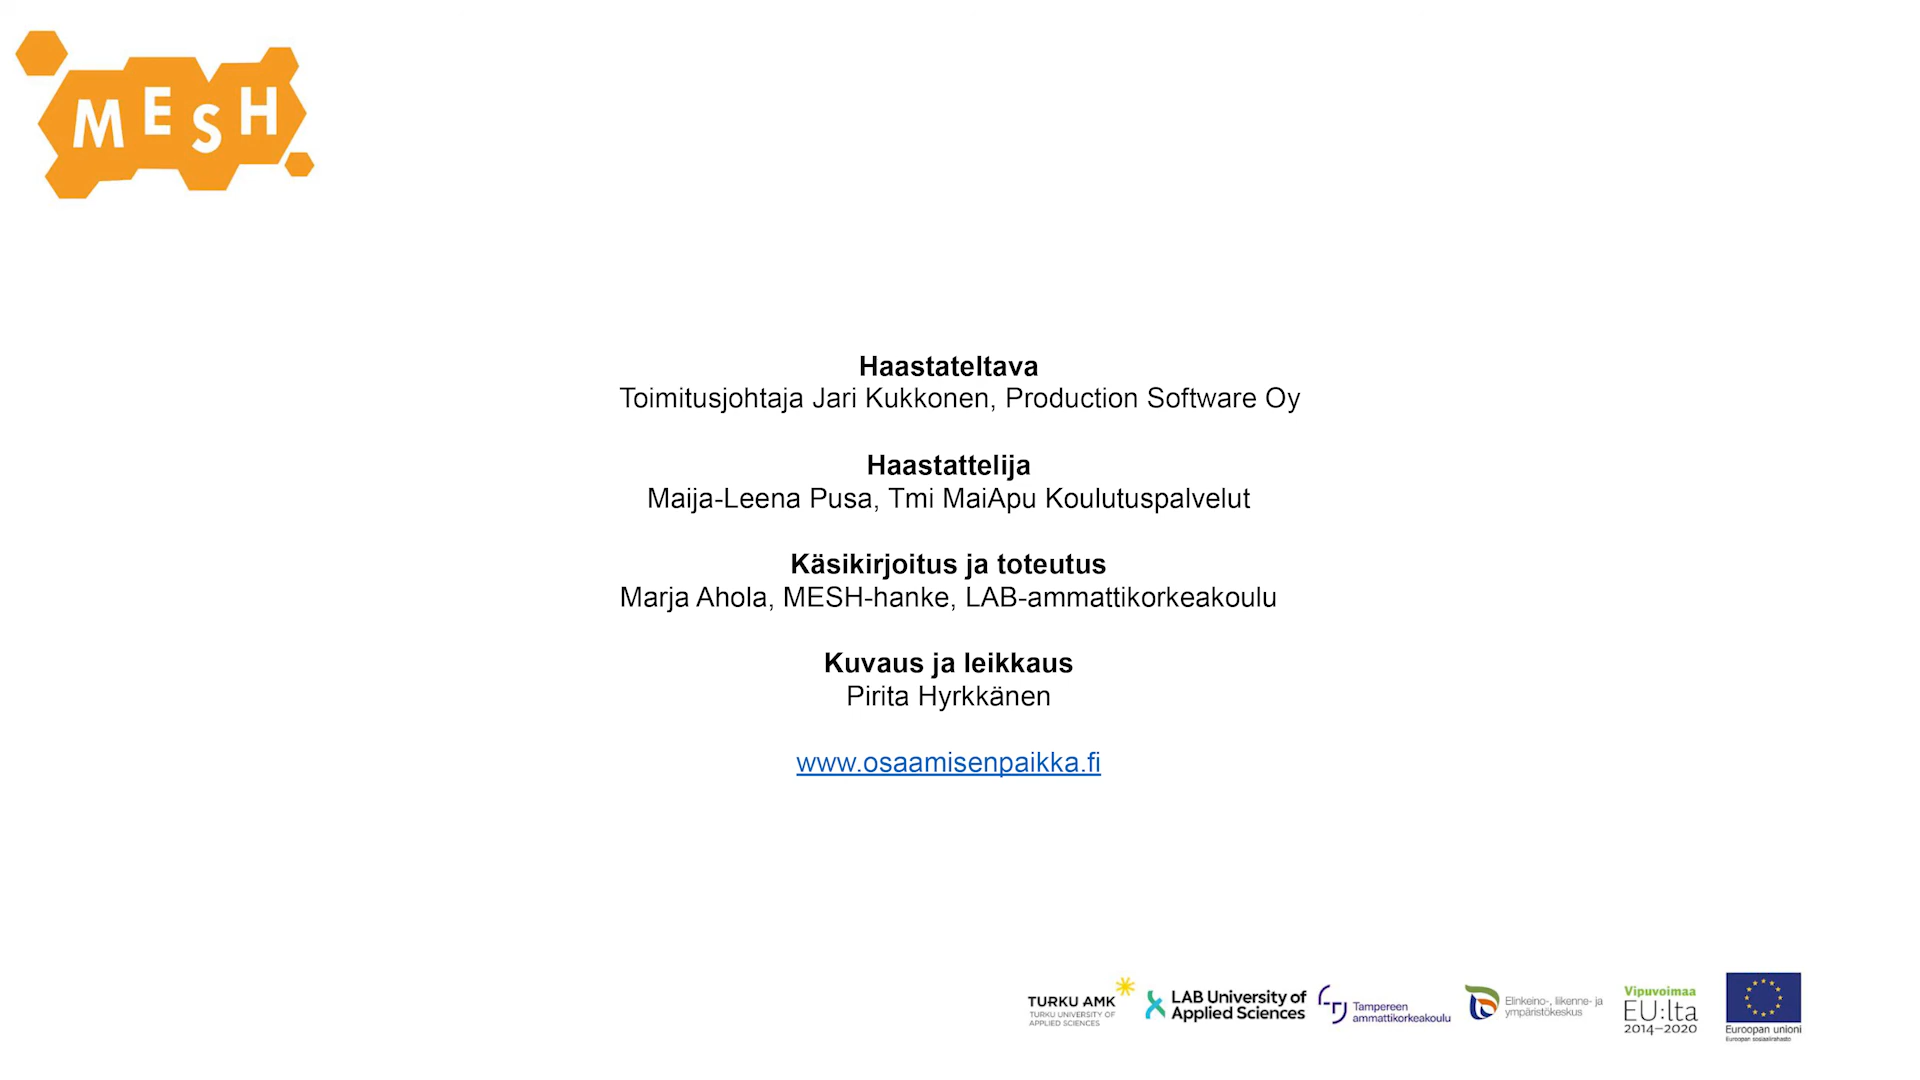 MESH
Haastateltava
Toimitusjohtaja Jari Kukkonen, Production Software Oy
Haastattelija
Maija-Leena Pusa, Tmi MaiApu Koulutuspalvelut
Käsikirjoitus ja toteutus
Marja Ahola, MESH-hanke, LAB-ammattikorkeakoulu
Kuvaus ja leikkaus
Pirita Hyrkkänen
www.osaamisenpaikka.fi
TURKU AMK
TURKU UNIVERSITY OF
APPLIED SCIENCES
LAB University of
Applied Sciences
Tampereen
ammattikorkeakoulu
Elinkeino-, liikenne- ja
ympäristökeskus
Vipuvoimaa
EU:lta
2014–2020
Euroopan unioni
Euroopan sosiaalirahasto